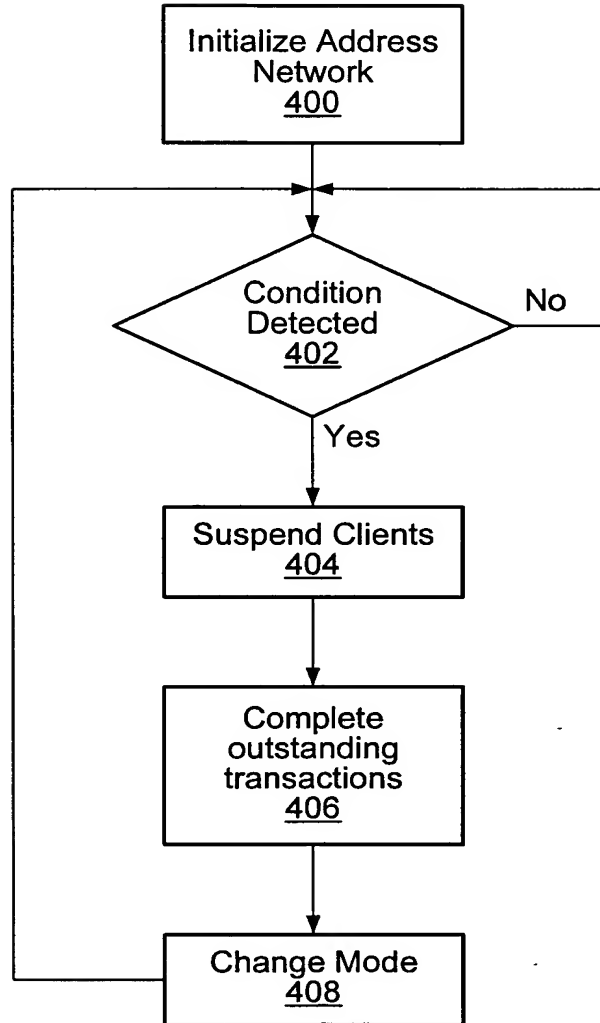 Initialize Address
Network
400
Condition
Detected
402
No
Yes
Suspend Clients
404
Complete
outstanding
transactions
406
Change Mode
408